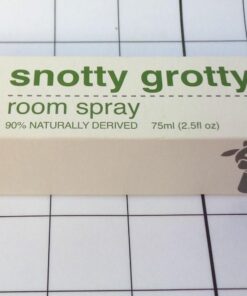 snotty grotty
room spray
90% NATURALLY DERIVED 75ml (2.5fl oz)